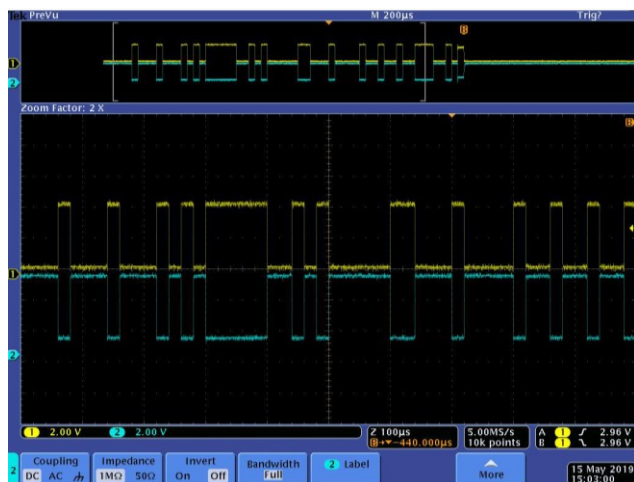 Tek PreVu M 200µs Trig?
B
1
2
Zoom Factor: 2 X
B
1
2
1 2.00 V 2 2.00 V Z 100µs 5.00MS/s A 1 2.96 V
B -440.000µs 10k points B 1 2.96 V
2 Coupling Impedance Invert Bandwidth 2 Label More
DC AC 1MΩ 50Ω On Off Full
15 May 2019
15:03:00